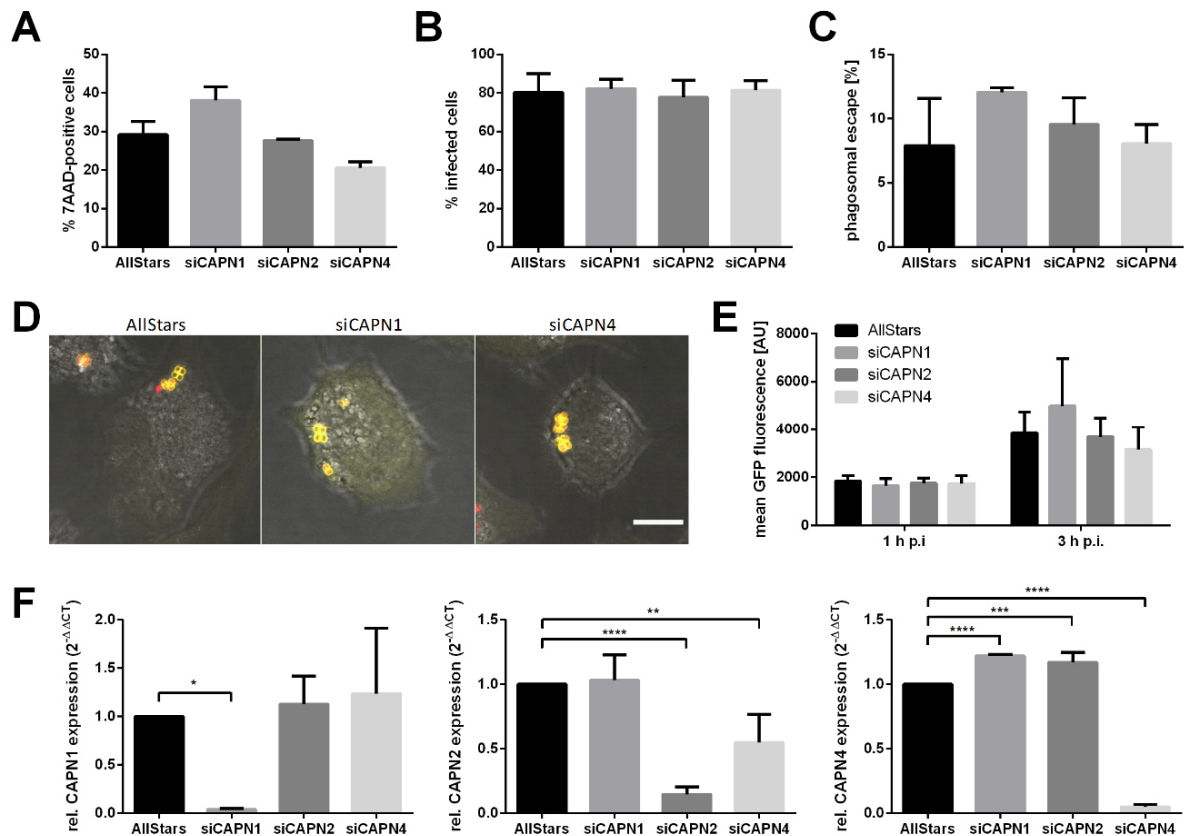 A
% 7AAD-positive cells
50
40
30
20
10
0
AllStars siCAPN1 siCAPN2 siCAPN4
B
% infected cells
100
80
60
40
20
0
AllStars siCAPN1 siCAPN2 siCAPN4
C
phagosomal escape [%]
15
10
5
0
AllStars siCAPN1 siCAPN2 siCAPN4
D
AllStars siCAPN1 siCAPN4
E
mean GFP fluorescence [AU]
8000
6000
4000
2000
0
AllStars
siCAPN1
siCAPN2
siCAPN4
1 h p.i 3 h p.i.
F
rel. CAPN1 expression (2-ΔΔCT)
2.0
1.5
1.0
0.5
0.0
*
AllStars siCAPN1 siCAPN2 siCAPN4
rel. CAPN2 expression (2-ΔΔCT)
1.5
1.0
0.5
0.0
**
****
AllStars siCAPN1 siCAPN2 siCAPN4
rel. CAPN4 expression (2-ΔΔCT)
1.5
1.0
0.5
0.0
****
***
****
AllStars siCAPN1 siCAPN2 siCAPN4